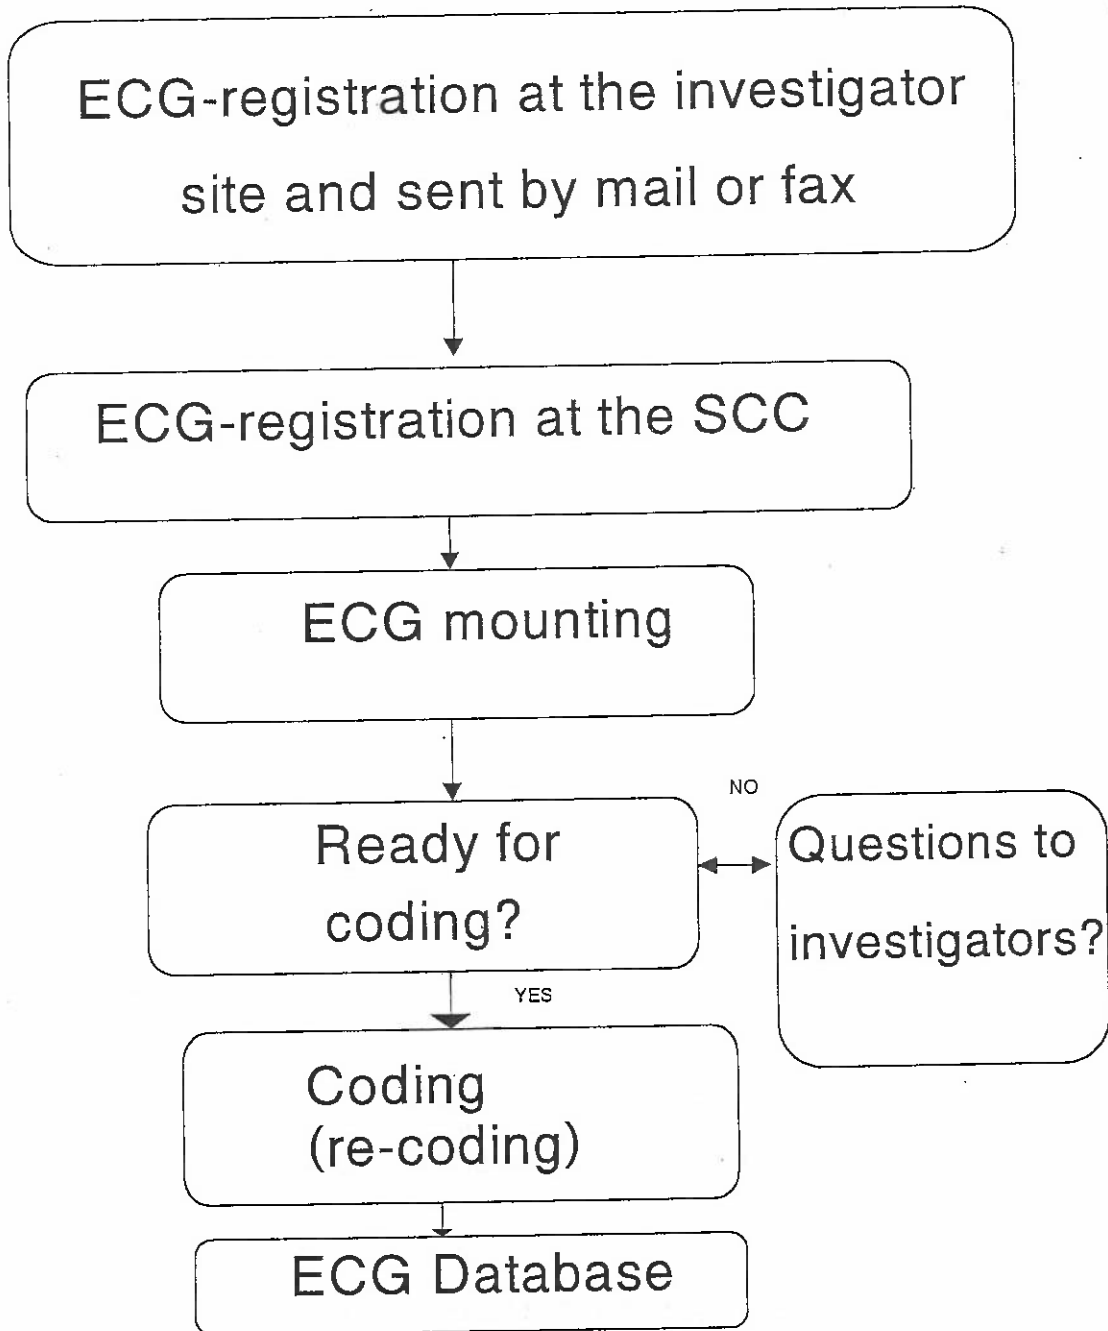 ECG-registration at the investigator
site and sent by mail or fax
ECG-registration at the SCC
ECG mounting
Ready for
coding?
NO
Questions to
investigators?
YES
Coding
(re-coding)
ECG Database